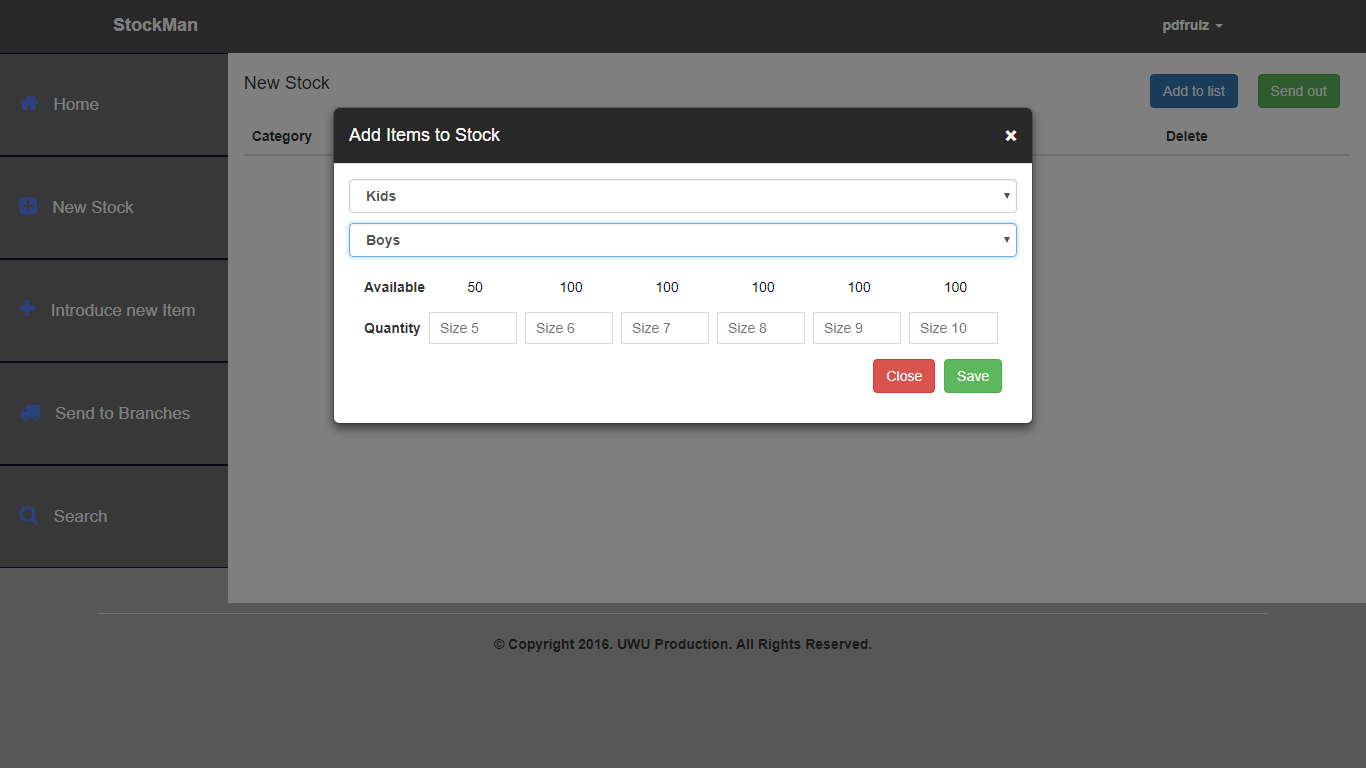 StockMan
pdfrulz
Home
New Stock
Introduce new Item
Send to Branches
Search
New Stock
Add to list
Send out
Category
Delete
Add Items to Stock
Kids
Boys
Available 50 100 100 100 100 100
Quantity Size 5 Size 6 Size 7 Size 8 Size 9 Size 10
Close Save
© Copyright 2016. UWU Production. All Rights Reserved.